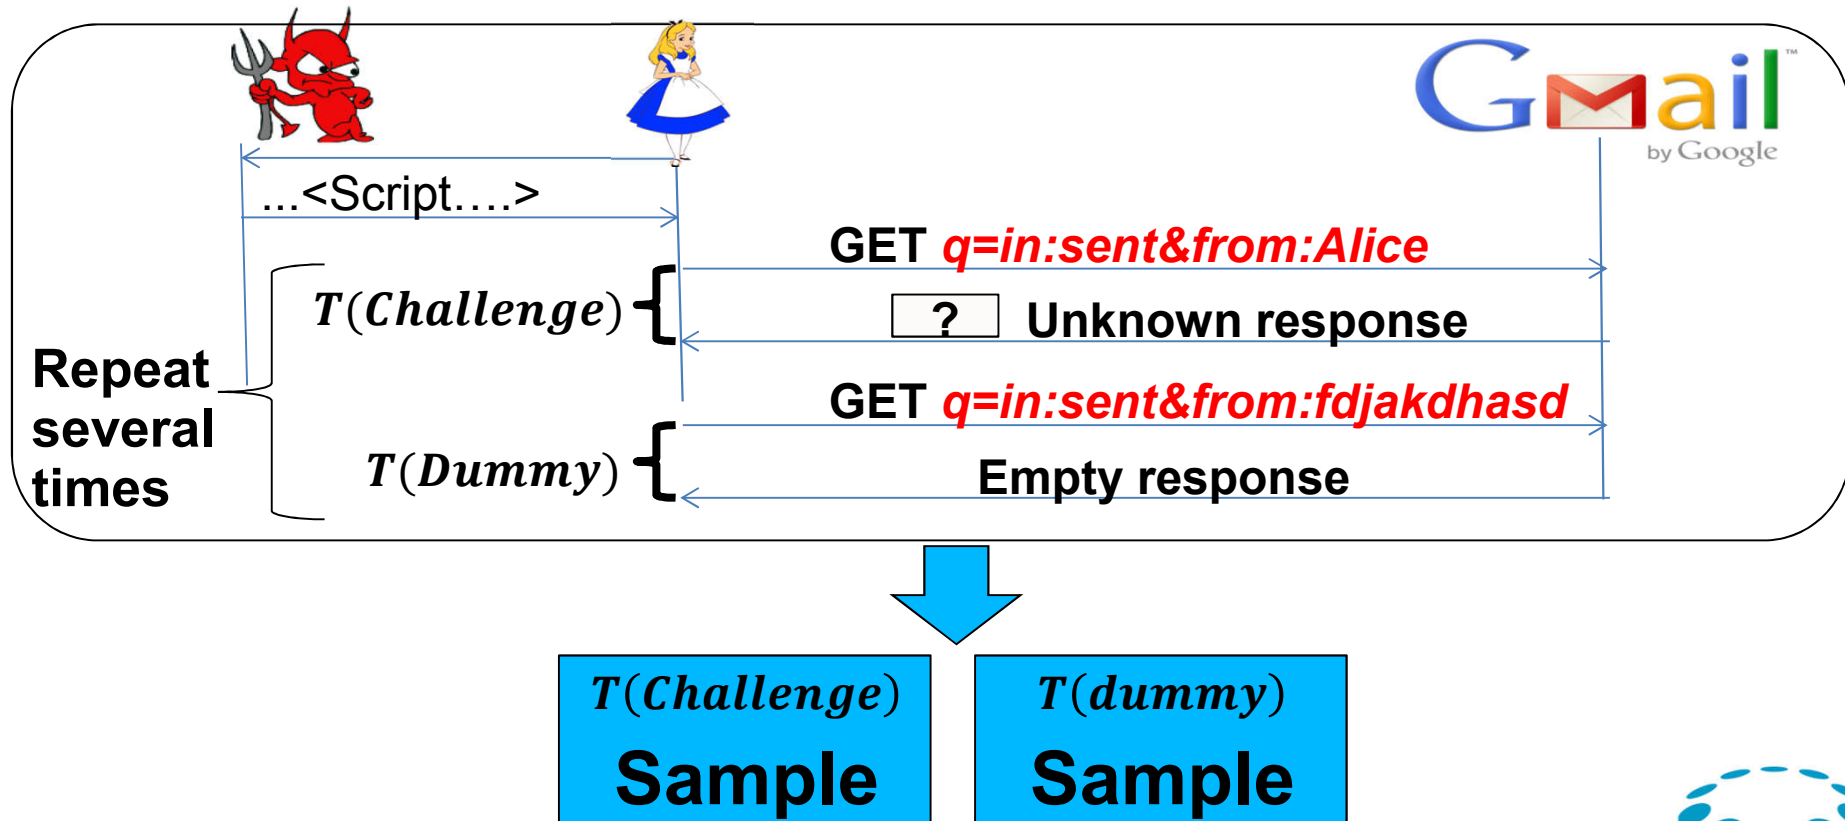 Gmail™
by Google
...<Script....>
GET q=in:sent&from:Alice
T(Challenge)
? Unknown response
Repeat
several
times
GET q=in:sent&from:fdjakdhasd
T(Dummy)
Empty response
T(Challenge)
Sample
T(dummy)
Sample